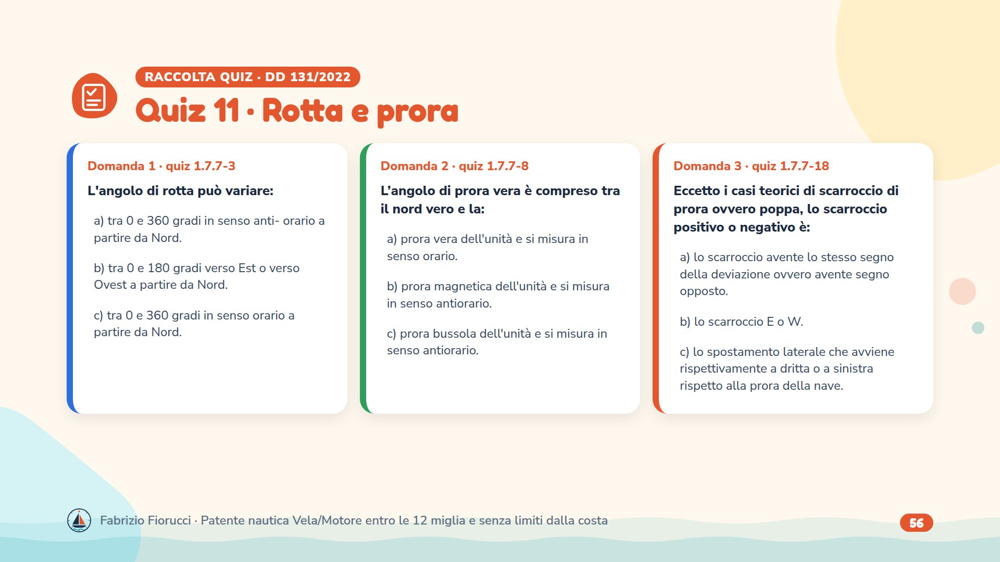 RACCOLTA QUIZ · DD 131/2022
Quiz 11 · Rotta e prora
Domanda 1 · quiz 1.7.7-3
L'angolo di rotta può variare:
a) tra 0 e 360 gradi in senso anti- orario a
partire da Nord.
b) tra 0 e 180 gradi verso Est o verso
Ovest a partire da Nord.
c) tra 0 e 360 gradi in senso orario a
partire da Nord.
Domanda 2 · quiz 1.7.7-8
L’angolo di prora vera è compreso tra
il nord vero e la:
a) prora vera dell'unità e si misura in
senso orario.
b) prora magnetica dell'unità e si misura
in senso antiorario.
c) prora bussola dell'unità e si misura in
senso antiorario.
Domanda 3 · quiz 1.7.7-18
Eccetto i casi teorici di scarroccio di
prora ovvero poppa, lo scarroccio
positivo o negativo è:
a) lo scarroccio avente lo stesso segno
della deviazione ovvero avente segno
opposto.
b) lo scarroccio E o W.
c) lo spostamento laterale che avviene
rispettivamente a dritta o a sinistra
rispetto alla prora della nave.
Fabrizio Fiorucci · Patente nautica Vela/Motore entro le 12 miglia e senza limiti dalla costa
56